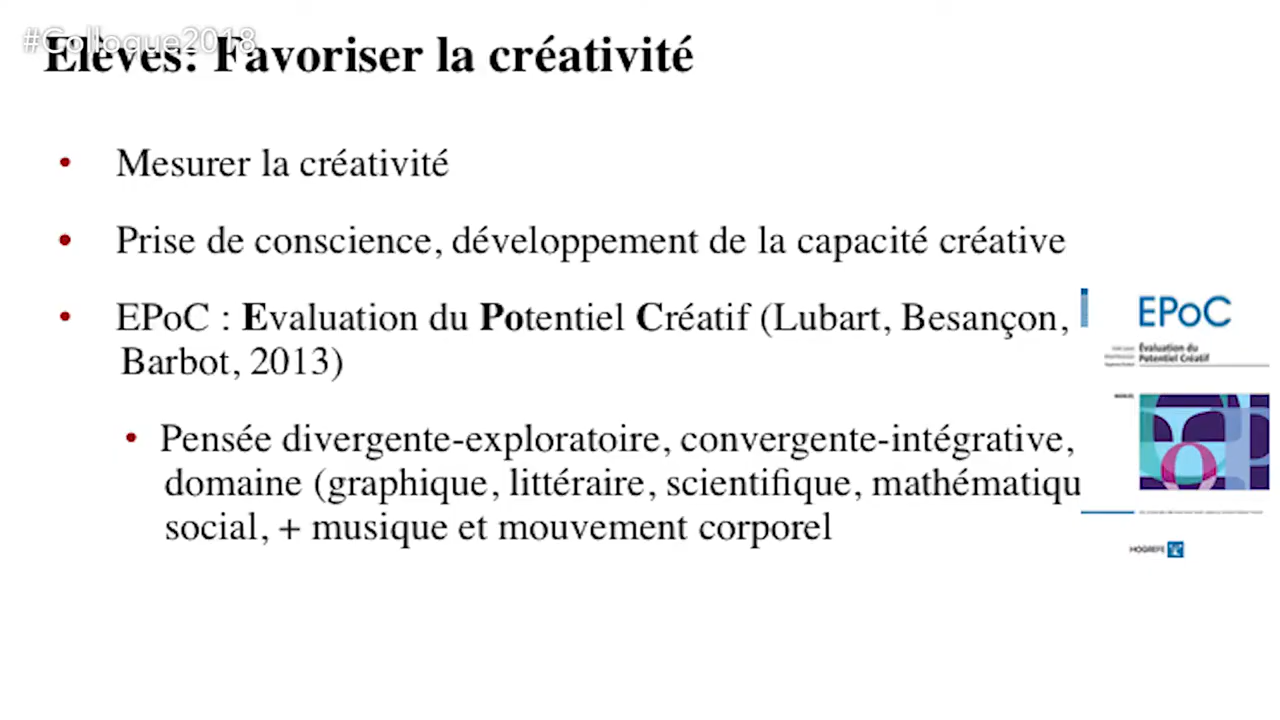 #Colloque2018
Elèves: Favoriser la créativité
• Mesurer la créativité
• Prise de conscience, développement de la capacité créative
• EPoC : Evaluation du Potentiel Créatif (Lubart, Besançon,
Barbot, 2013)
• Pensée divergente-exploratoire, convergente-intégrative,
domaine (graphique, littéraire, scientifique, mathématiqu
social, + musique et mouvement corporel
EPoC
Évaluation du
Potentiel Créatif
MANUEL
HOGREFE